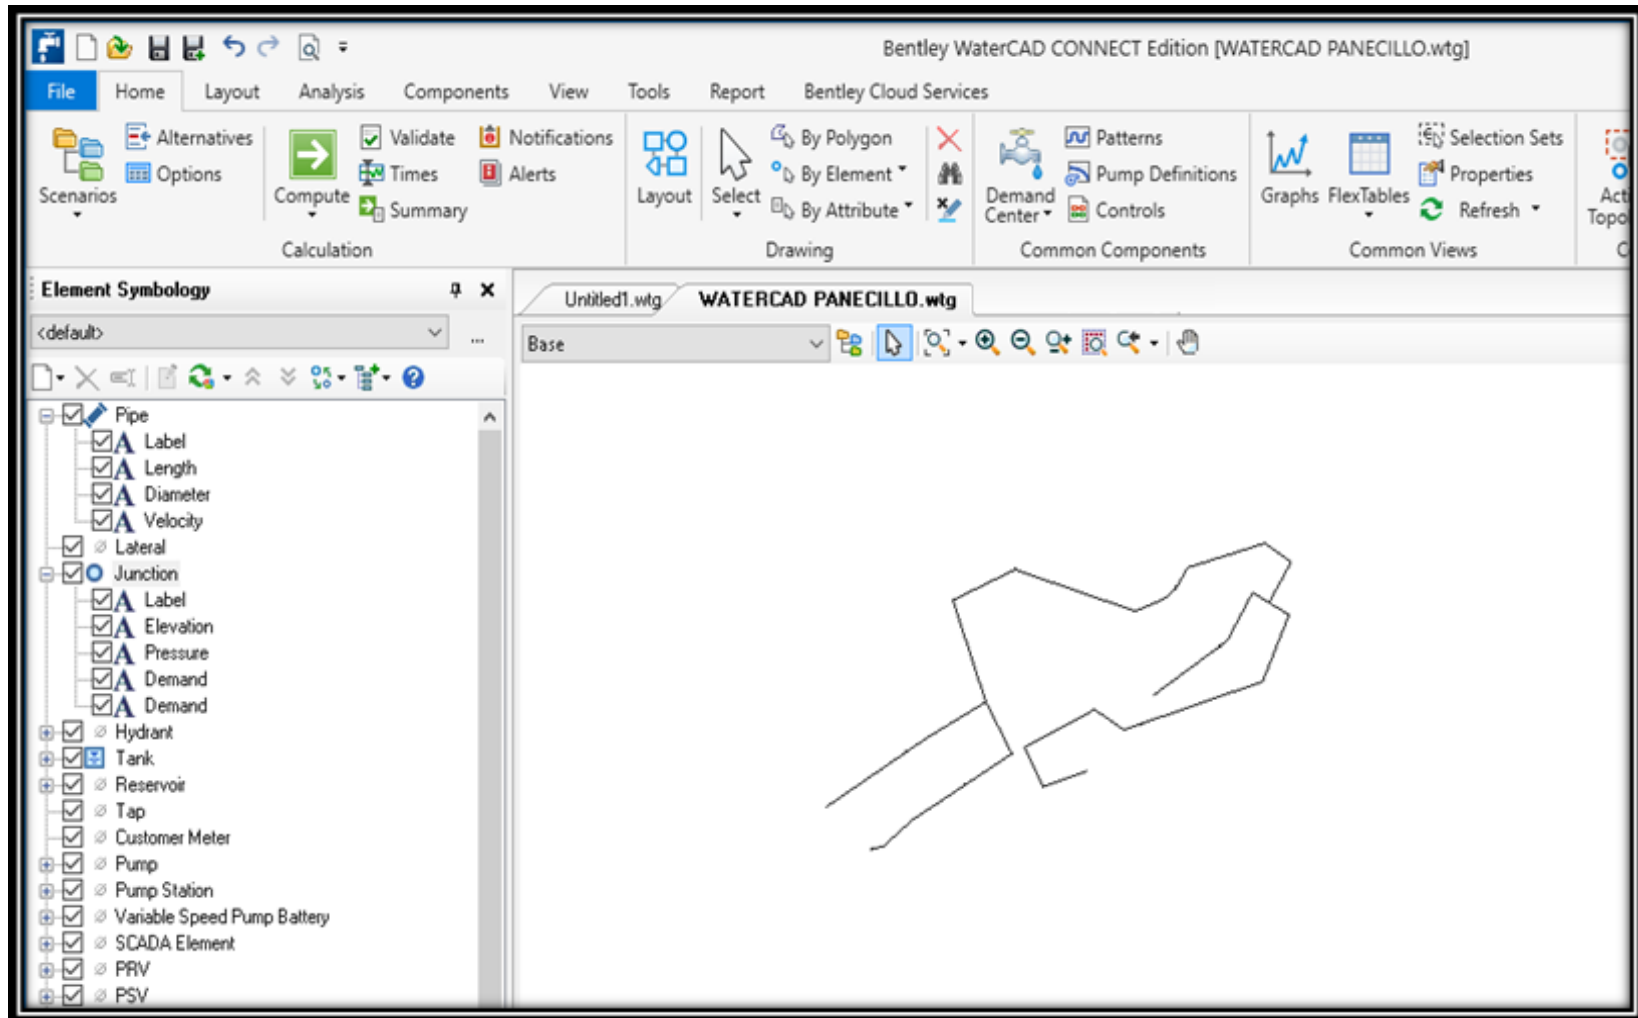 Bentley WaterCAD CONNECT Edition [WATERCAD PANECILLO.wtg]
File Home Layout Analysis Components View Tools Report Bentley Cloud Services
Scenarios
Alternatives
Options
Compute
Validate
Times
Summary
Notifications
Alerts
Calculation
Layout
Select
By Polygon
By Element
By Attribute
Drawing
Demand
Center
Patterns
Pump Definitions
Controls
Common Components
Graphs
FlexTables
Selection Sets
Properties
Refresh
Common Views
Element Symbology
<default>
...
Untitled1.wtg WATERCAD PANECILLO.wtg
Base
Pipe
A Label
A Length
A Diameter
A Velocity
Lateral
Junction
A Label
A Elevation
A Pressure
A Demand
A Demand
Hydrant
Tank
Reservoir
Tap
Customer Meter
Pump
Pump Station
Variable Speed Pump Battery
SCADA Element
PRV
PSV